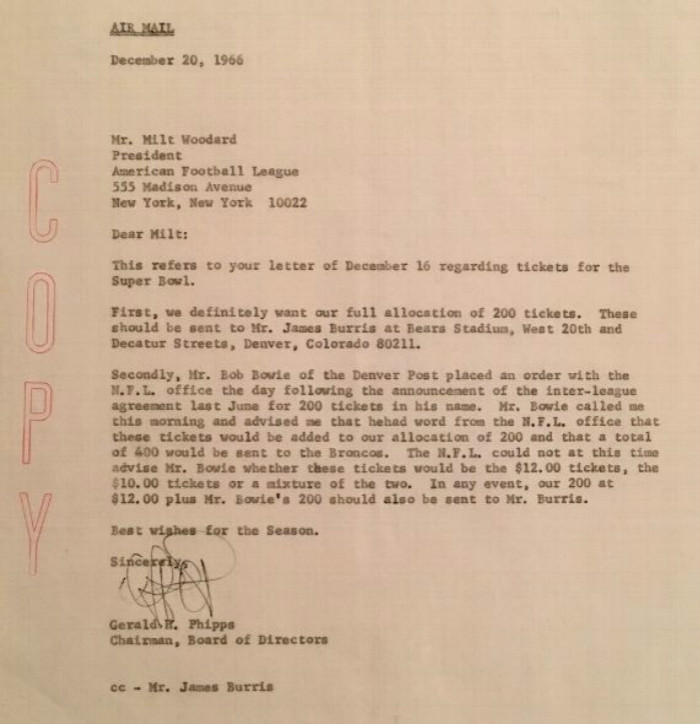 AIR MAIL
December 20, 1966
Mr. Milt Woodard
President
American Football League
555 Madison Avenue
New York, New York 10022
Dear Milt:
This refers to your letter of December 16 regarding tickets for the
Super Bowl.
First, we definitely want our full allocation of 200 tickets. These
should be sent to Mr. James Burris at Bears Stadium, West 20th and
Decatur Streets, Denver, Colorado 80211.
Secondly, Mr. Bob Bowie of the Denver Post placed an order with the
N.F.L. office the day following the announcement of the inter-league
agreement last June for 200 tickets in his name. Mr. Bowie called me
this morning and advised me that hehad word from the N.F.L. office that
these tickets would be added to our allocation of 200 and that a total
of 400 would be sent to the Broncos. The N.F.L. could not at this time
advise Mr. Bowie whether these tickets would be the $12.00 tickets, the
$10.00 tickets or a mixture of the two. In any event, our 200 at
$12.00 plus Mr. Bowie's 200 should also be sent to Mr. Burris.
Best wishes for the Season.
Sincerely,
Gerald H. Phipps
Chairman, Board of Directors
cc - Mr. James Burris
COPY